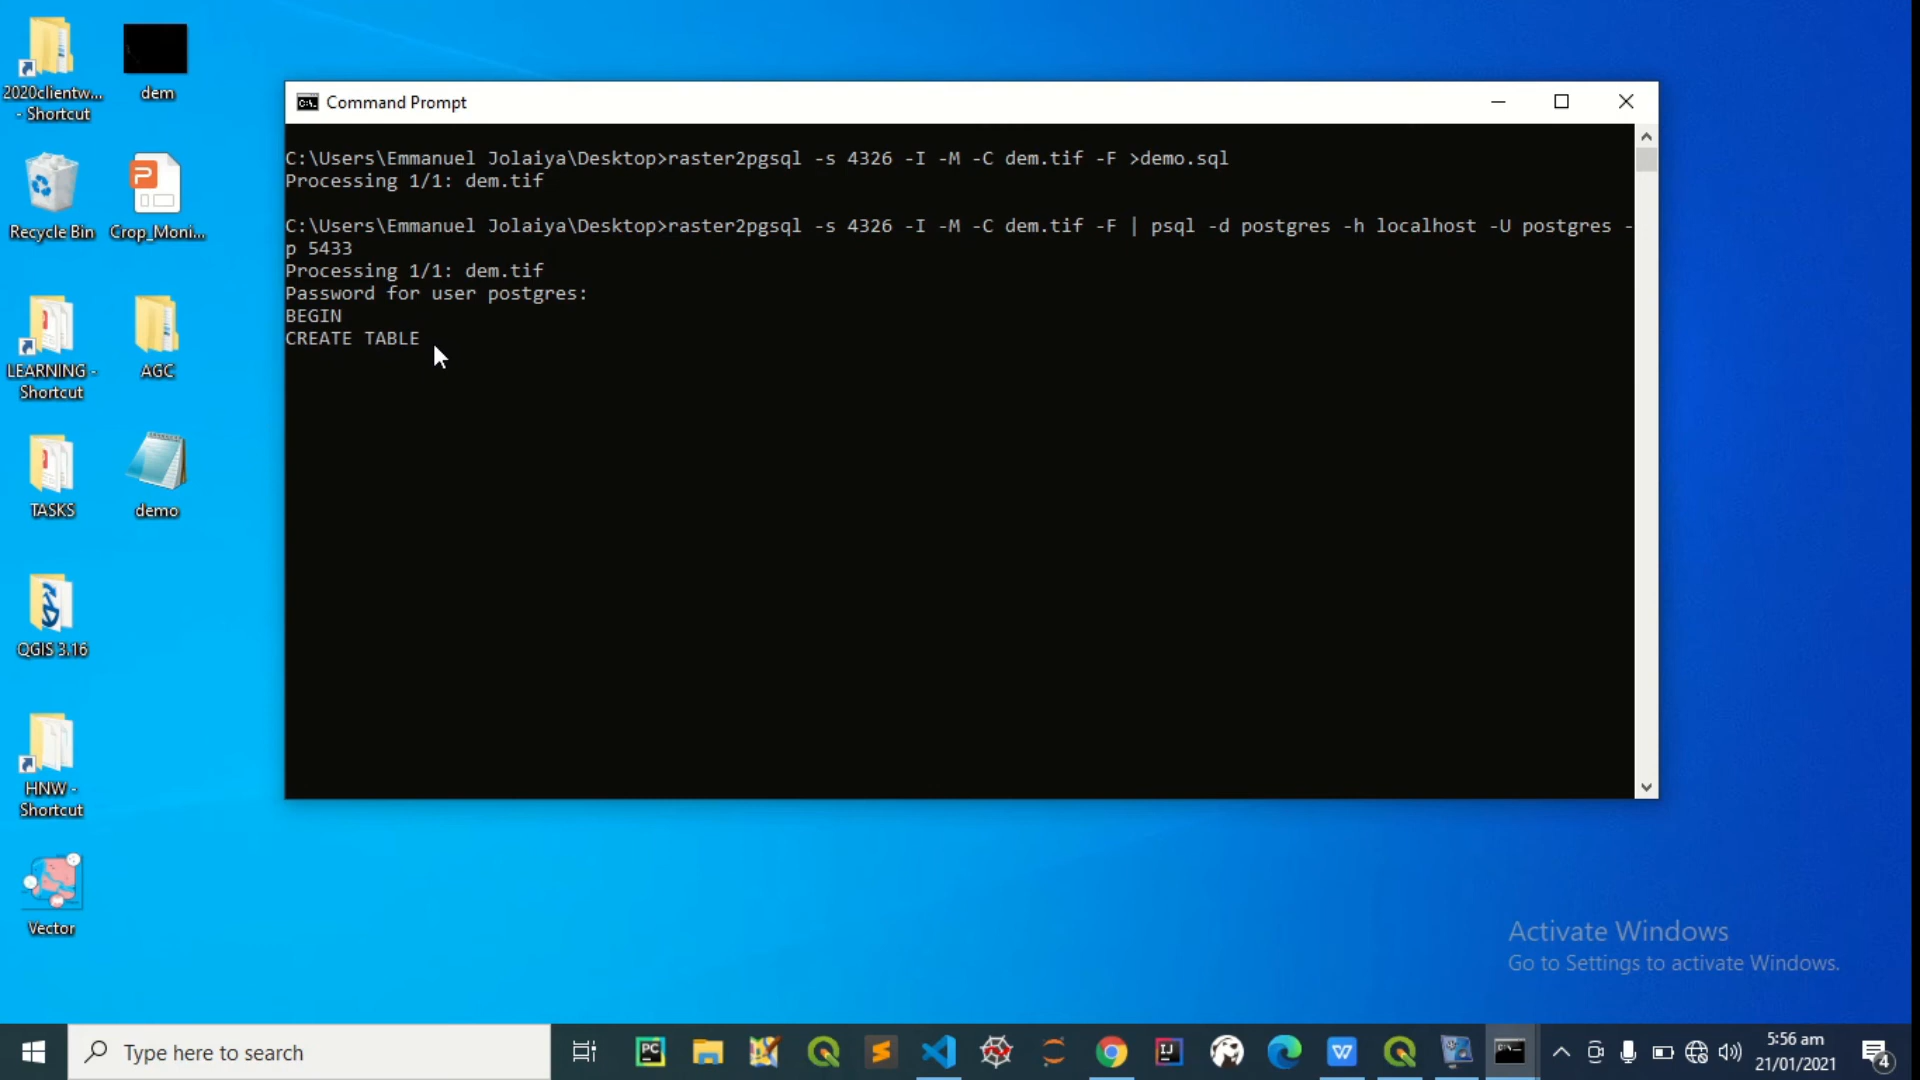 2020clientw...
- Shortcut
dem
Recycle Bin
Crop_Moni...
LEARNING -
Shortcut
AGC
TASKS
demo
QGIS 3.16
HNW -
Shortcut
Vector
Command Prompt
C:\Users\Emmanuel Jolaiya\Desktop>raster2pgsql -s 4326 -I -M -C dem.tif -F >demo.sql
Processing 1/1: dem.tif
C:\Users\Emmanuel Jolaiya\Desktop>raster2pgsql -s 4326 -I -M -C dem.tif -F | psql -d postgres -h localhost -U postgres -
p 5433
Processing 1/1: dem.tif
Password for user postgres:
BEGIN
CREATE TABLE
Activate Windows
Go to Settings to activate Windows.
Type here to search
PC
IJ
W
5:56 am
21/01/2021
4